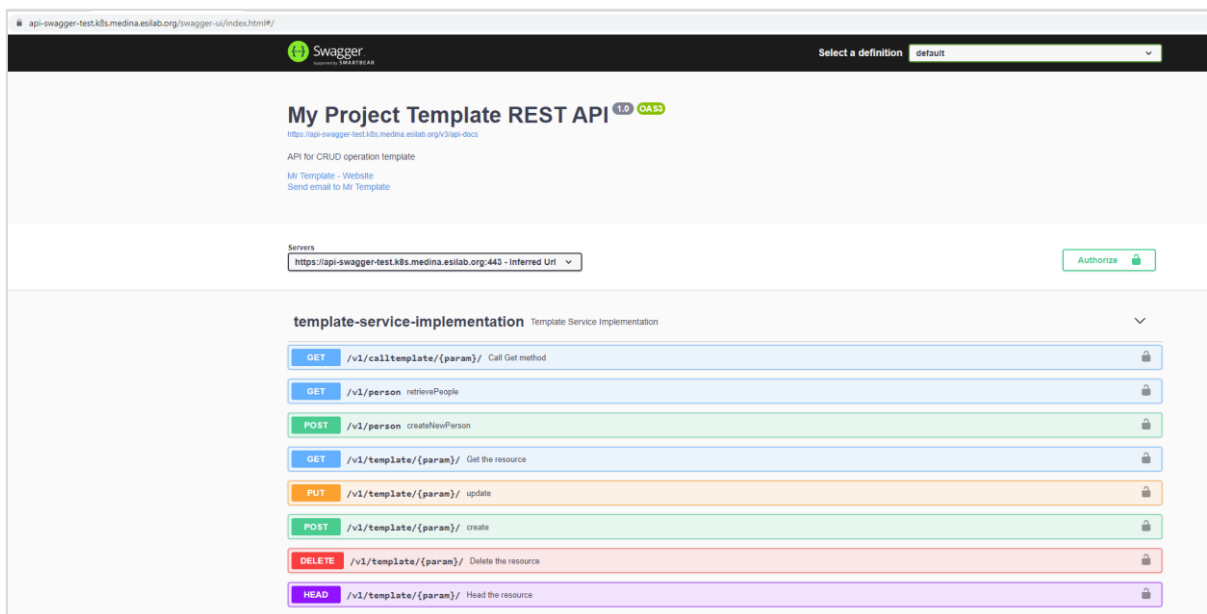 api-swagger-test.k8s.medina.esilab.org/swagger-ui/index.html#/
Swagger.
Supported by SMARTBEAR
Select a definition default
My Project Template REST API 1.0 OAS3
https://api-swagger-test.k8s.medina.esilab.org/v3/api-docs
API for CRUD operation template
Mr Template - Website
Send email to Mr Template
Servers
https://api-swagger-test.k8s.medina.esilab.org:443 - Inferred Url
Authorize
template-service-implementation Template Service Implementation
GET /v1/calltemplate/{param}/ Call Get method
GET /v1/person retrievePeople
POST /v1/person createNewPerson
GET /v1/template/{param}/ Get the resource
PUT /v1/template/{param}/ update
POST /v1/template/{param}/ create
DELETE /v1/template/{param}/ Delete the resource
HEAD /v1/template/{param}/ Head the resource